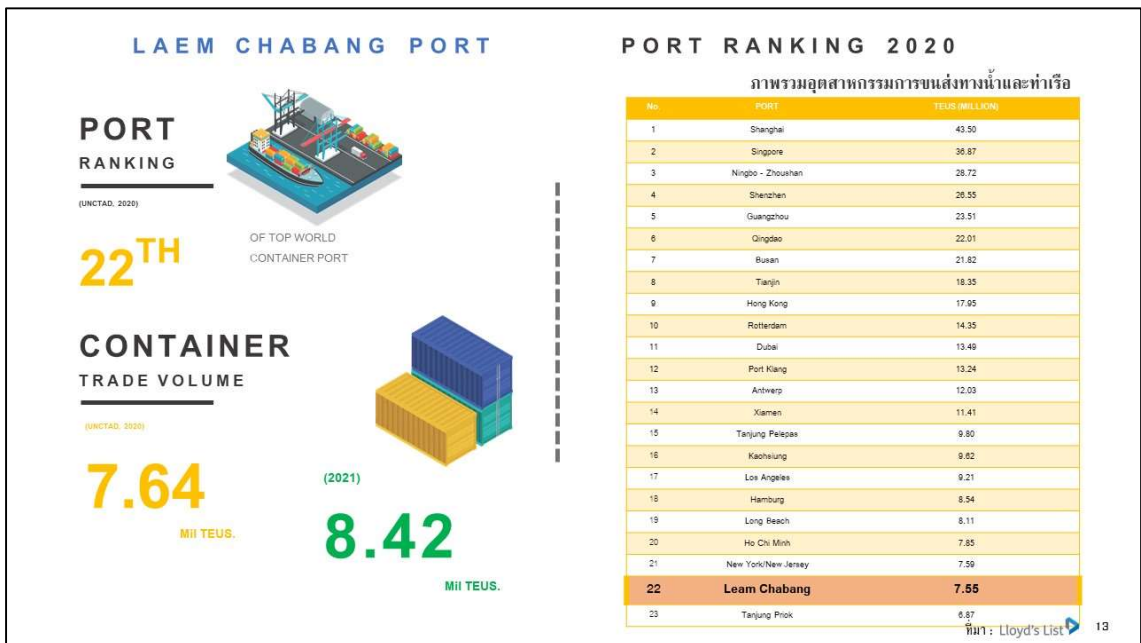 LAEM CHABANG PORT
PORT
RANKING
(UNCTAD, 2020)
22TH
OF TOP WORLD
CONTAINER PORT
CONTAINER
TRADE VOLUME
(UNCTAD, 2020)
7.64
Mil TEUS.
(2021)
8.42
Mil TEUS.
PORT RANKING 2020
ภาพรวมอุตสาหกรรมการขนส่งทางน้ำและท่าเรือ
No. PORT TEUS (MILLION)
1 Shanghai 43.50
2 Singpore 36.87
3 Ningbo - Zhoushan 28.72
4 Shenzhen 26.55
5 Guangzhou 23.51
6 Qingdao 22.01
7 Busan 21.82
8 Tianjin 18.35
9 Hong Kong 17.95
10 Rotterdam 14.35
11 Dubai 13.49
12 Port Klang 13.24
13 Antwerp 12.03
14 Xiamen 11.41
15 Tanjung Pelepas 9.80
16 Kaohsiung 9.62
17 Los Angeles 9.21
18 Hamburg 8.54
19 Long Beach 8.11
20 Ho Chi Minh 7.85
21 New York/New Jersey 7.59
22 Leam Chabang 7.55
23 Tanjung Priok 6.87
ที่มา : Lloyd's List
13